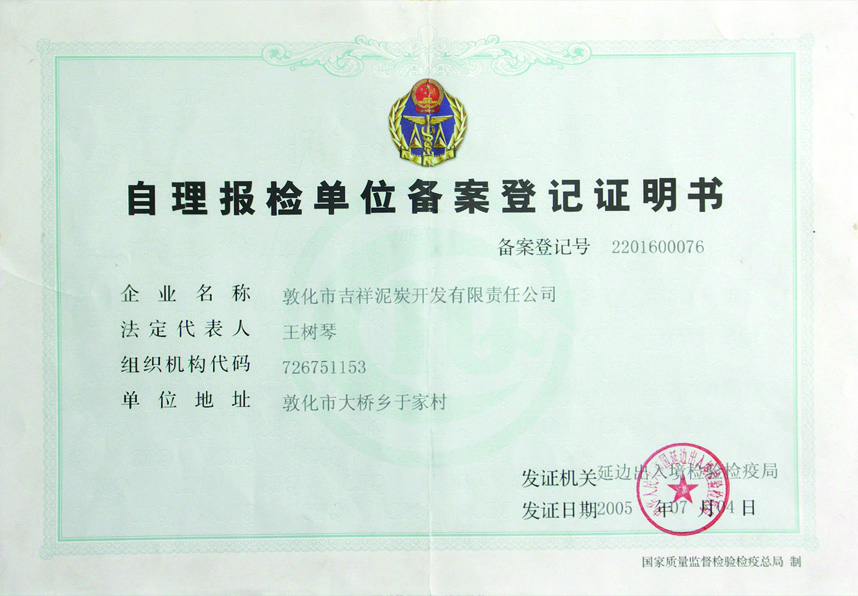 自理报检单位备案登记证明书
备案登记号 2201600076
企业名称 敦化市吉祥泥炭开发有限责任公司
法定代表人 王树琴
组织机构代码 726751153
单位地址 敦化市大桥乡于家村
发证机关 延边出入境检验检疫局
发证日期 2005 年 07 月 04 日
国家质量监督检验检疫总局 制